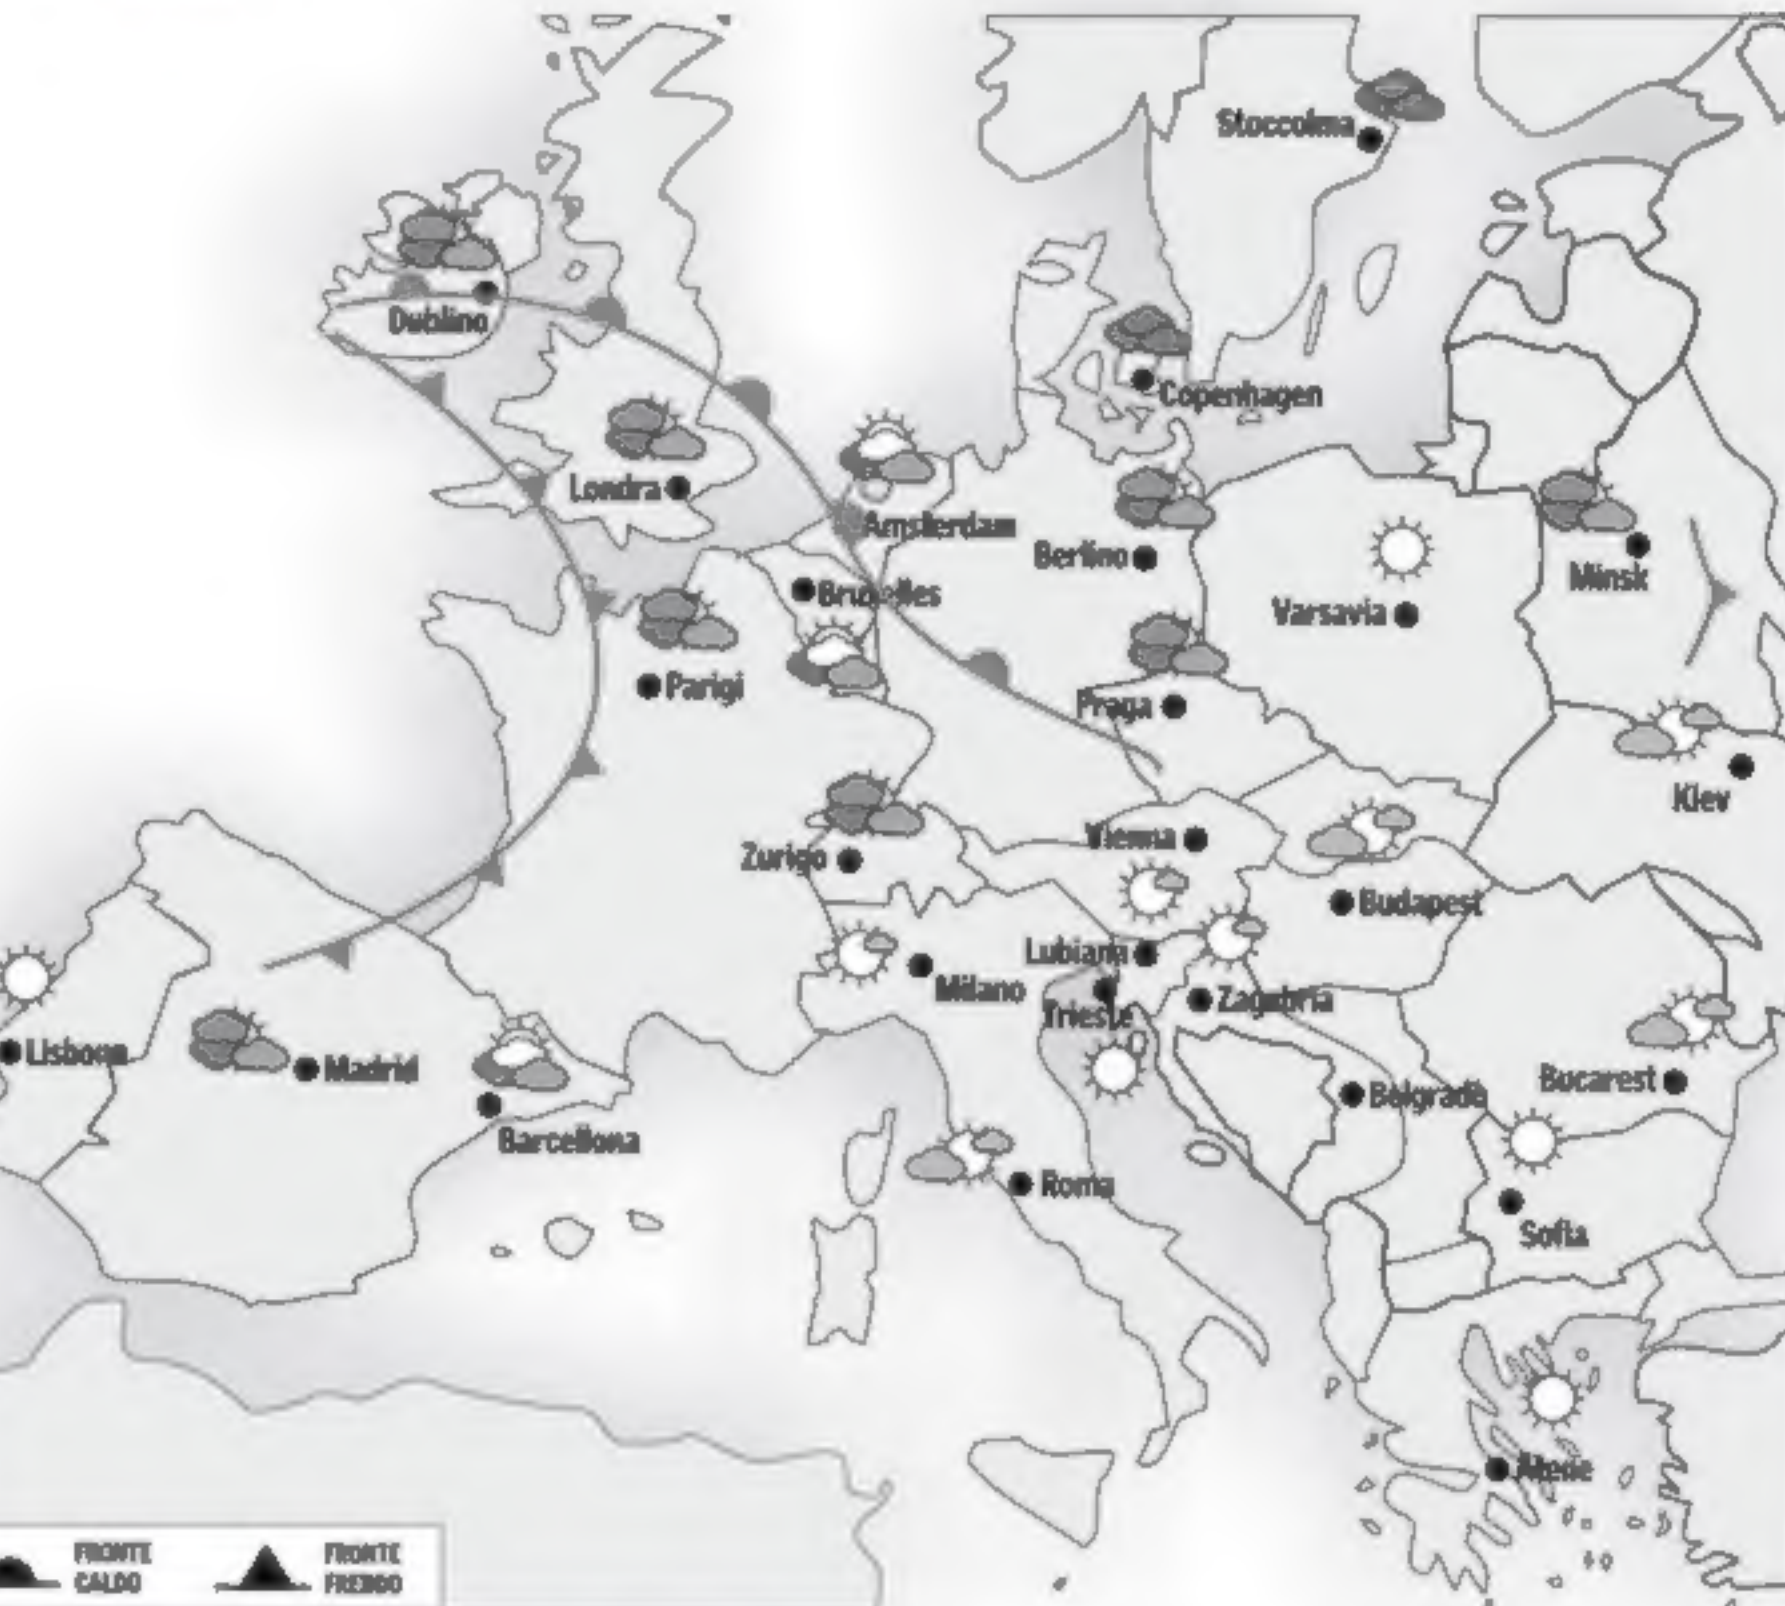 Stoccolma
Dublino
Copenhagen
Londra
Amsterdam
Berlino
Minsk
Bruxelles
Varsavia
Parigi
Praga
Kiev
Vienna
Zurigo
Budapest
Lubiana
Milano
Trieste
Zagabria
Lisbona
Madrid
Bucarest
Belgrado
Barcellona
Roma
Sofia
Atene
FRONTE
CALDO
FRONTE
FREDDO